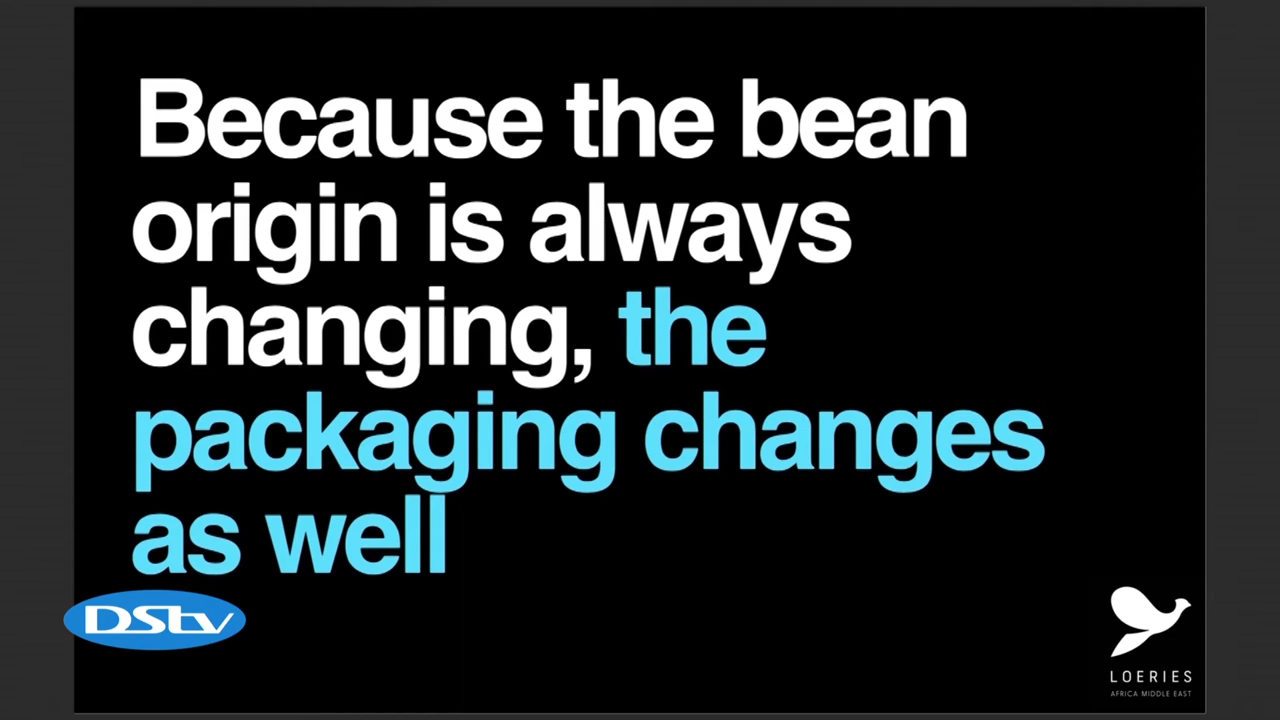 Because the bean
origin is always
changing, the
packaging changes
as well
DStv
LOERIES
AFRICA MIDDLE EAST